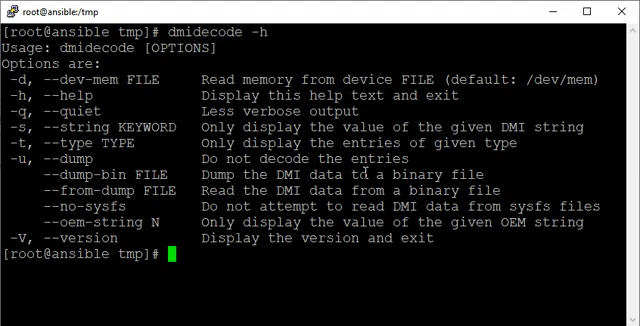 root@ansible:/tmp
[root@ansible tmp]# dmidecode -h
Usage: dmidecode [OPTIONS]
Options are:
 -d, --dev-mem FILE     Read memory from device FILE (default: /dev/mem)
 -h, --help             Display this help text and exit
 -q, --quiet            Less verbose output
 -s, --string KEYWORD   Only display the value of the given DMI string
 -t, --type TYPE        Only display the entries of given type
 -u, --dump             Do not decode the entries
     --dump-bin FILE    Dump the DMI data to a binary file
     --from-dump FILE   Read the DMI data from a binary file
     --no-sysfs         Do not attempt to read DMI data from sysfs files
     --oem-string N     Only display the value of the given OEM string
 -V, --version          Display the version and exit
[root@ansible tmp]#